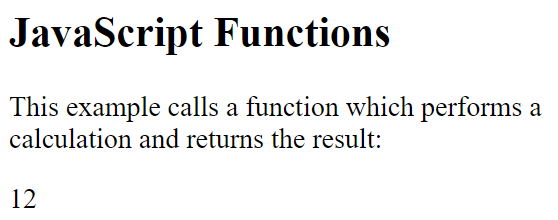 JavaScript Functions
This example calls a function which performs a
calculation and returns the result:
12